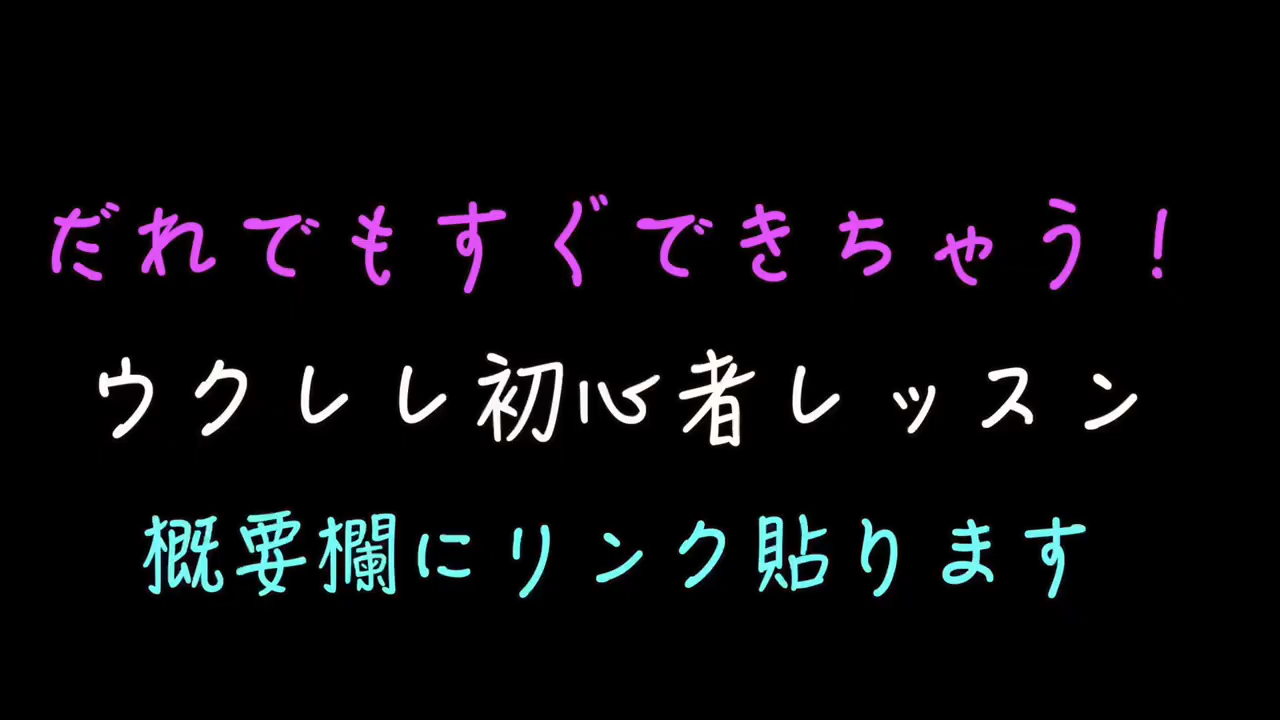 だれでもすぐできちゃう！
ウクレレ初心者レッスン
概要欄にリンク貼ります